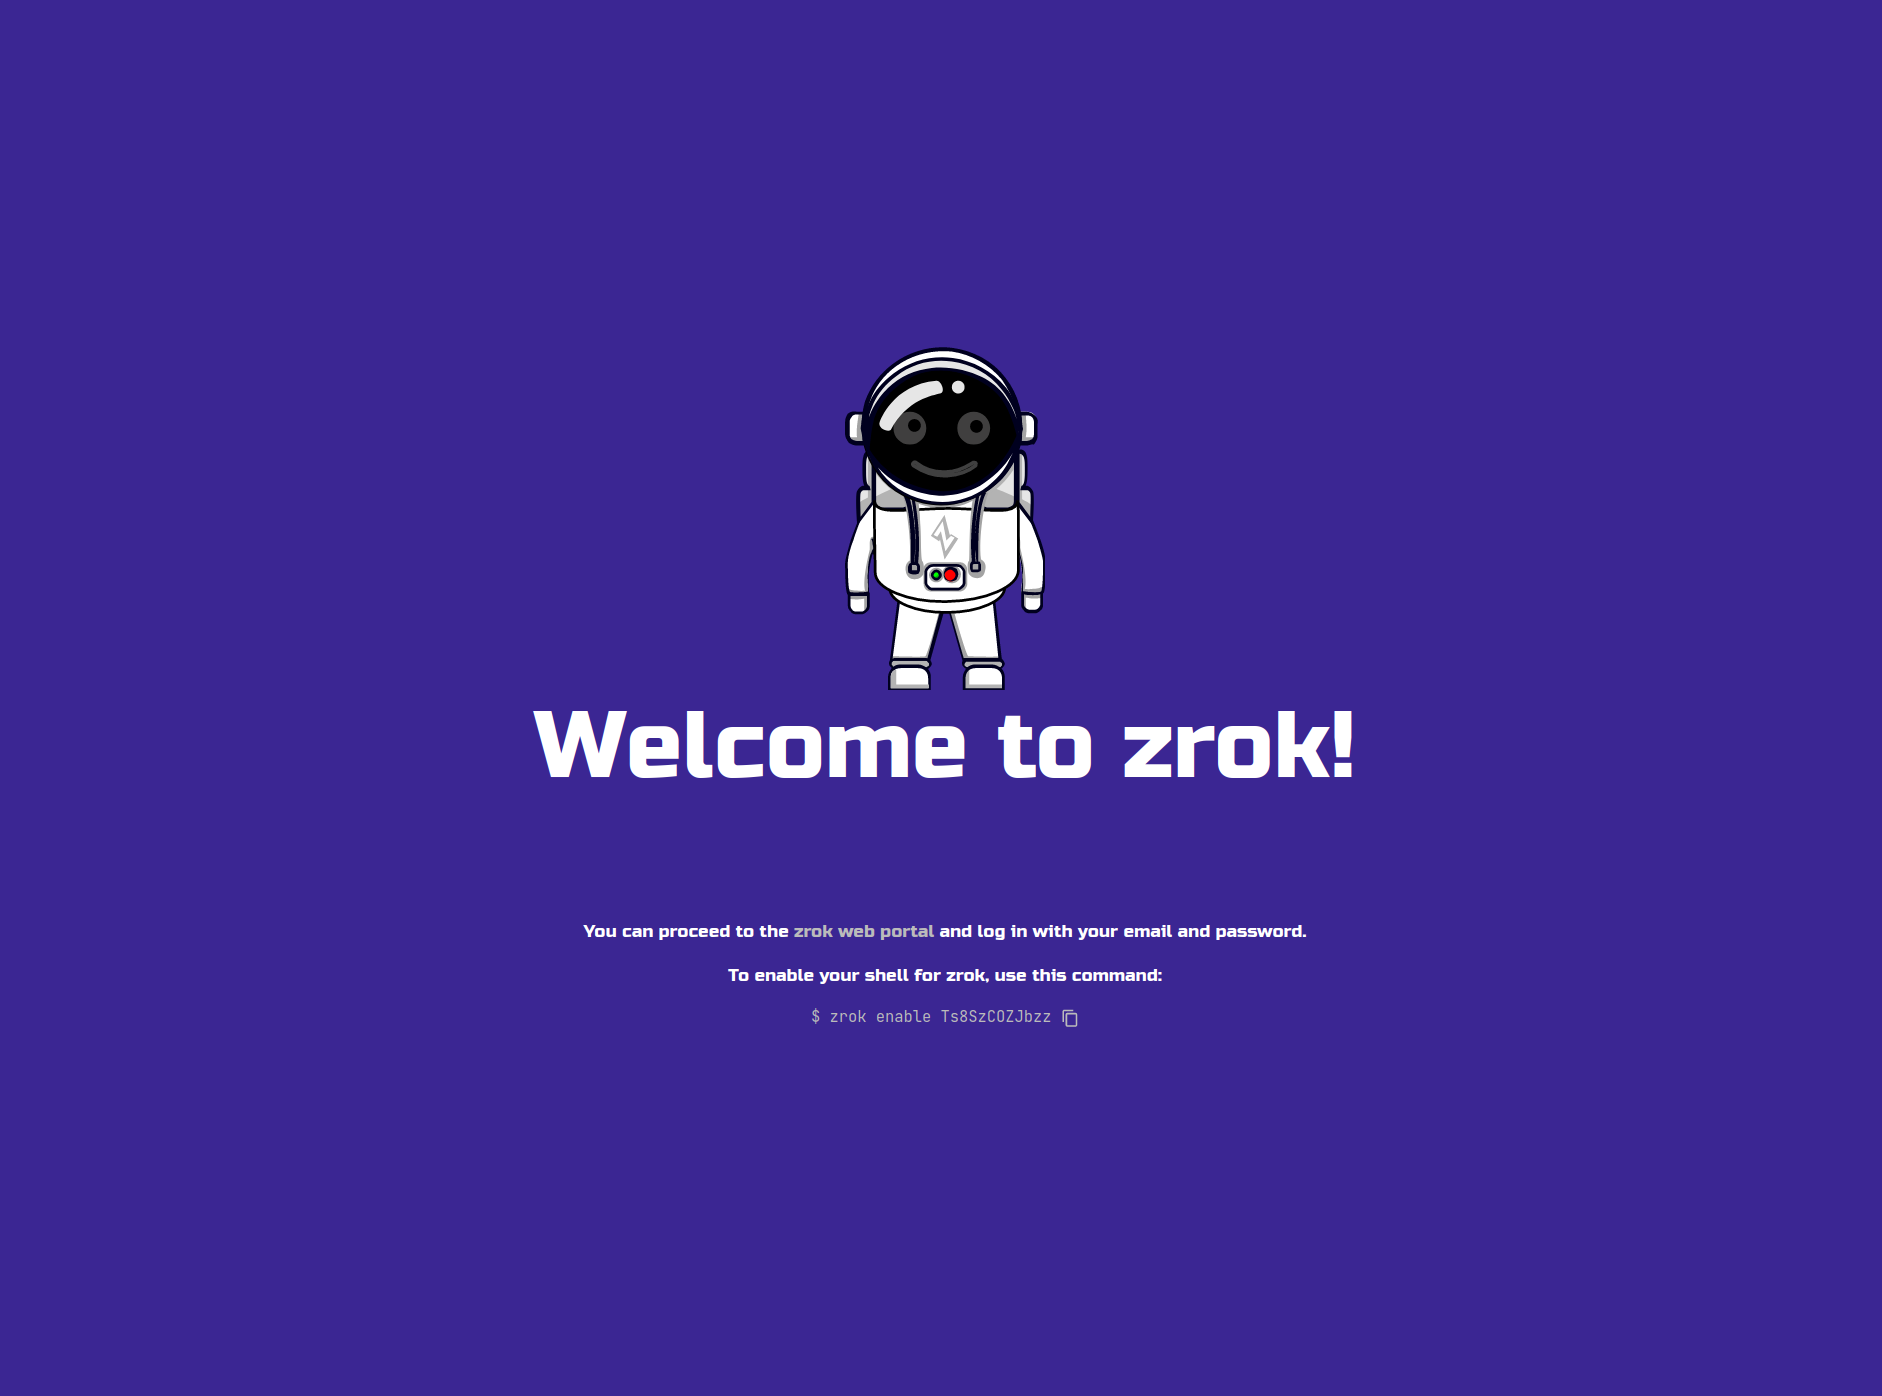 Welcome to zrok!
You can proceed to the zrok web portal and log in with your email and password.
To enable your shell for zrok, use this command:
$ zrok enable Ts8SzCOZJbzz